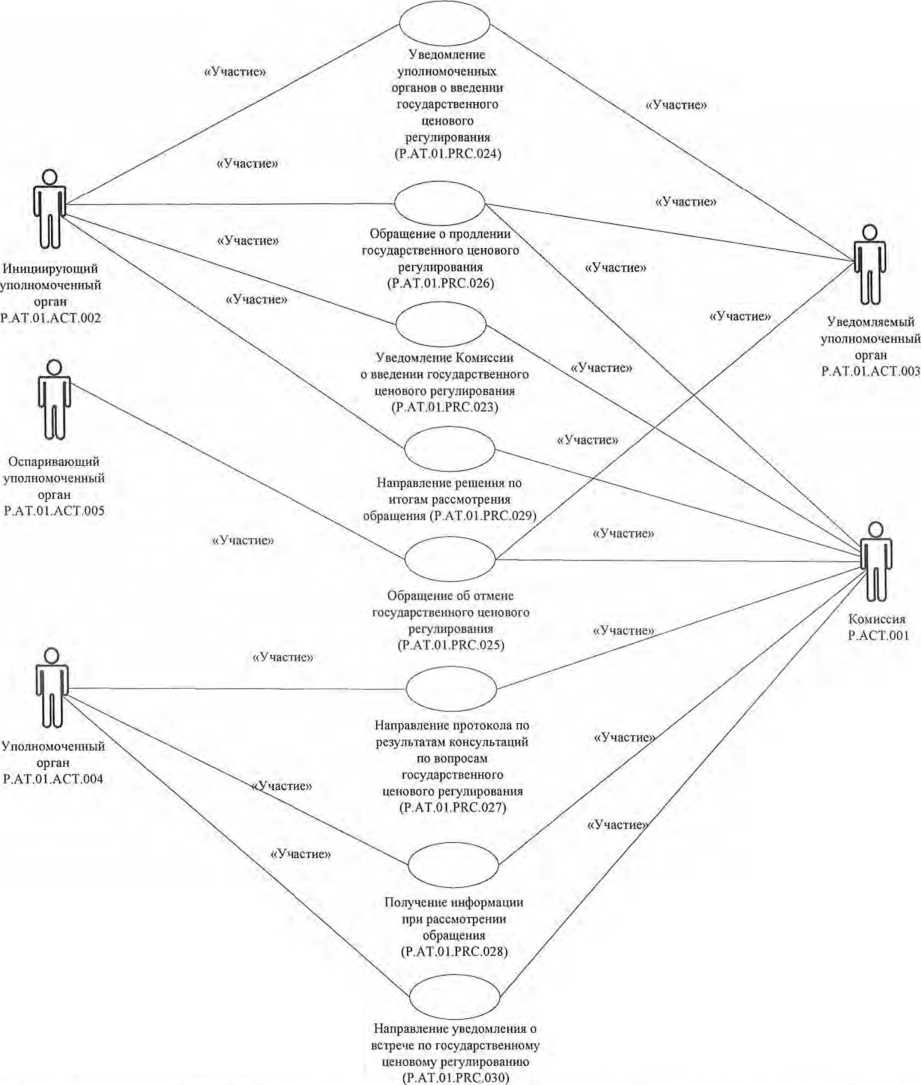 Уведомление
уполномоченных
органов о введении
государственного
ценового
регулирования
(P.AT.01.PRC.024)
«Участие»
«Участие»
«Участие»
«Участие»
Инициирующий
уполномоченный
орган
P.AT.01.ACT.002
Обращение о продлении
государственного ценового
регулирования
(P.AT.01.PRC.026)
«Участие»
«Участие»
«Участие»
«Участие»
Уведомляемый
уполномоченный
орган
P.AT.01.ACT.003
Уведомление Комиссии
о введении государственного
ценового регулирования
(P.AT.01.PRC.023)
«Участие»
«Участие»
Оспаривающий
уполномоченный
орган
P.AT.01.ACT.005
Направление решения по
итогам рассмотрения
обращения (P.AT.01.PRC.029)
«Участие»
«Участие»
«Участие»
Обращение об отмене
государственного ценового
регулирования
(P.AT.01.PRC.025)
Комиссия
P.ACT.001
«Участие»
«Участие»
Уполномоченный
орган
P.AT.01.ACT.004
Направление протокола по
результатам консультаций
по вопросам
государственного
ценового регулирования
(P.AT.01.PRC.027)
«Участие»
«Участие»
«Участие»
«Участие»
Получение информации
при рассмотрении
обращения
(P.AT.01.PRC.028)
Направление уведомления о
встрече по государственному
ценовому регулированию
(P.AT.01.PRC.030)